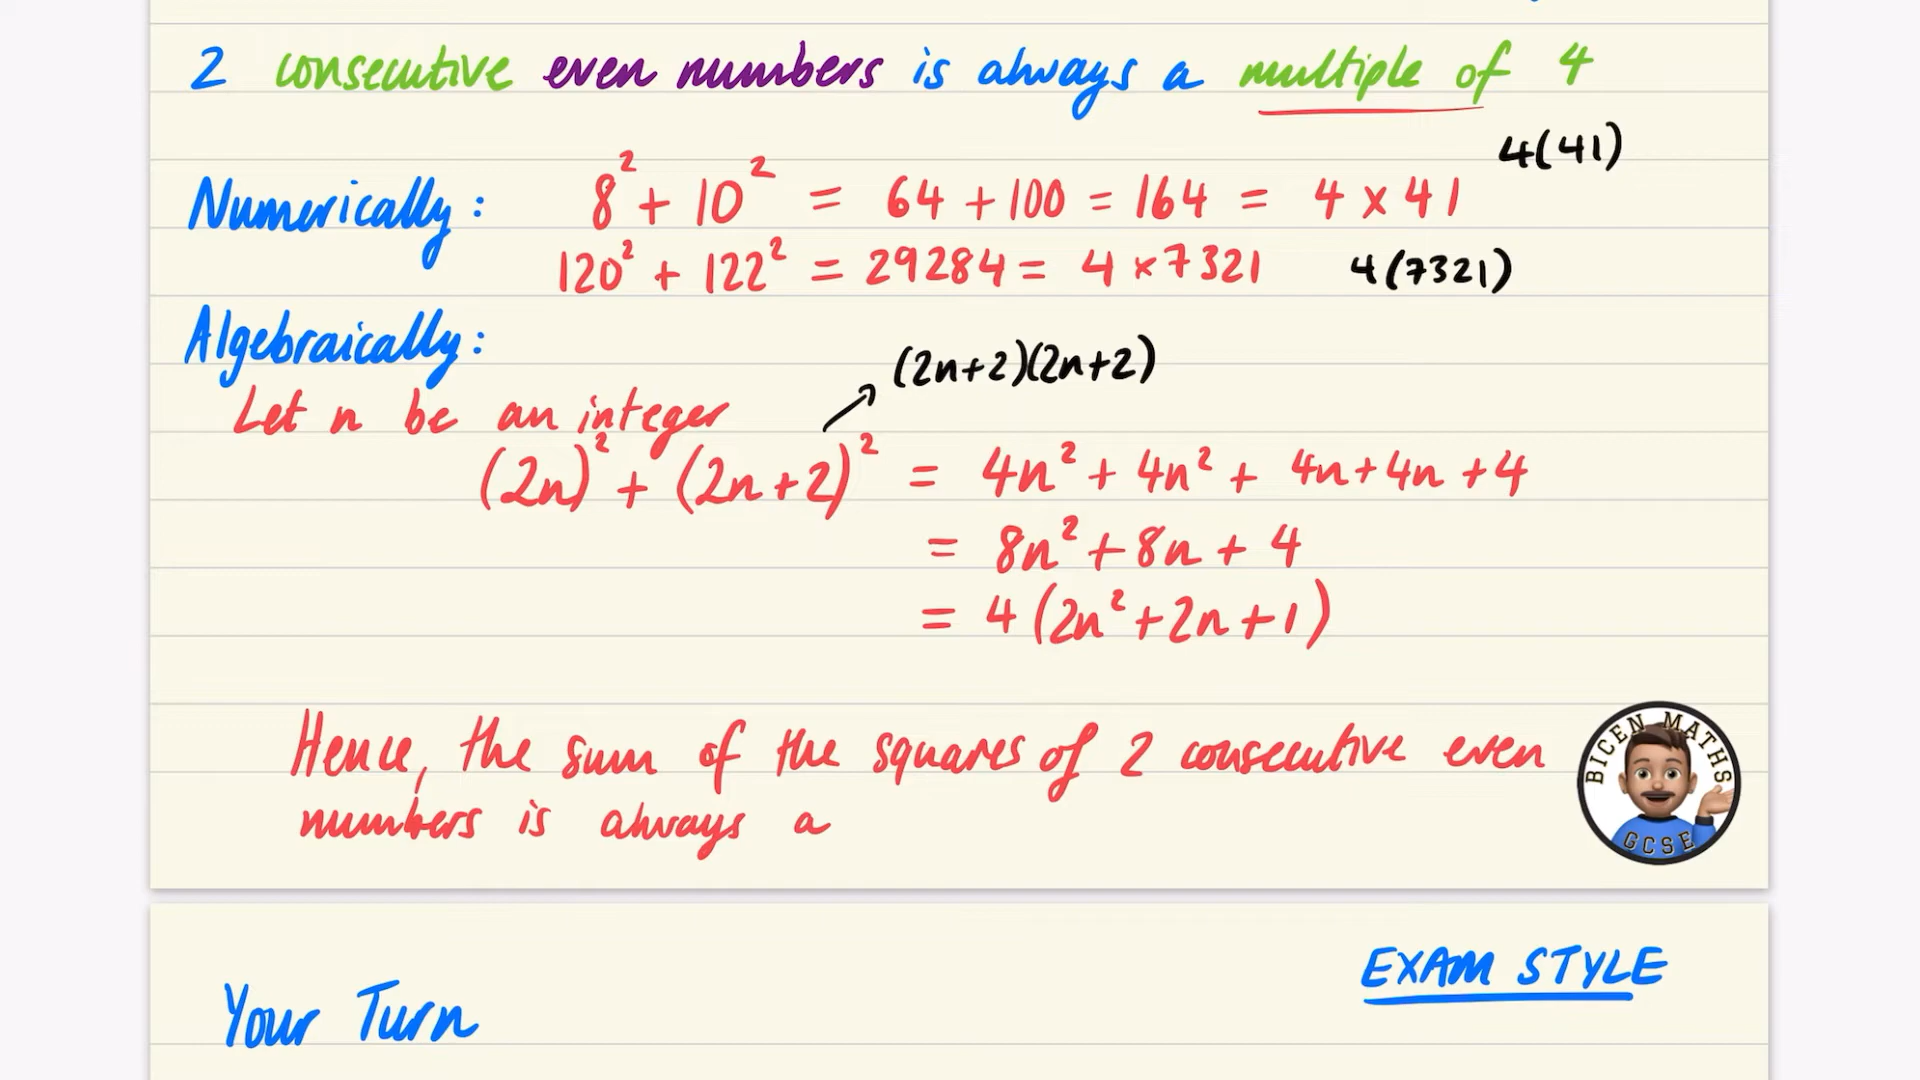 2 consecutive even numbers is always a multiple of 4
4(41)
Numerically: 8² + 10² = 64 + 100 = 164 = 4 × 41
120² + 122² = 29284 = 4 × 7321 4(7321)
Algebraically:
(2n+2)(2n+2)
Let n be an integer
(2n)² + (2n+2)² = 4n² + 4n² + 4n + 4n + 4
= 8n² + 8n + 4
= 4(2n² + 2n + 1)
Hence, the sum of the squares of 2 consecutive even
numbers is always a
BICEN MATHS
GCSE
EXAM STYLE
Your Turn